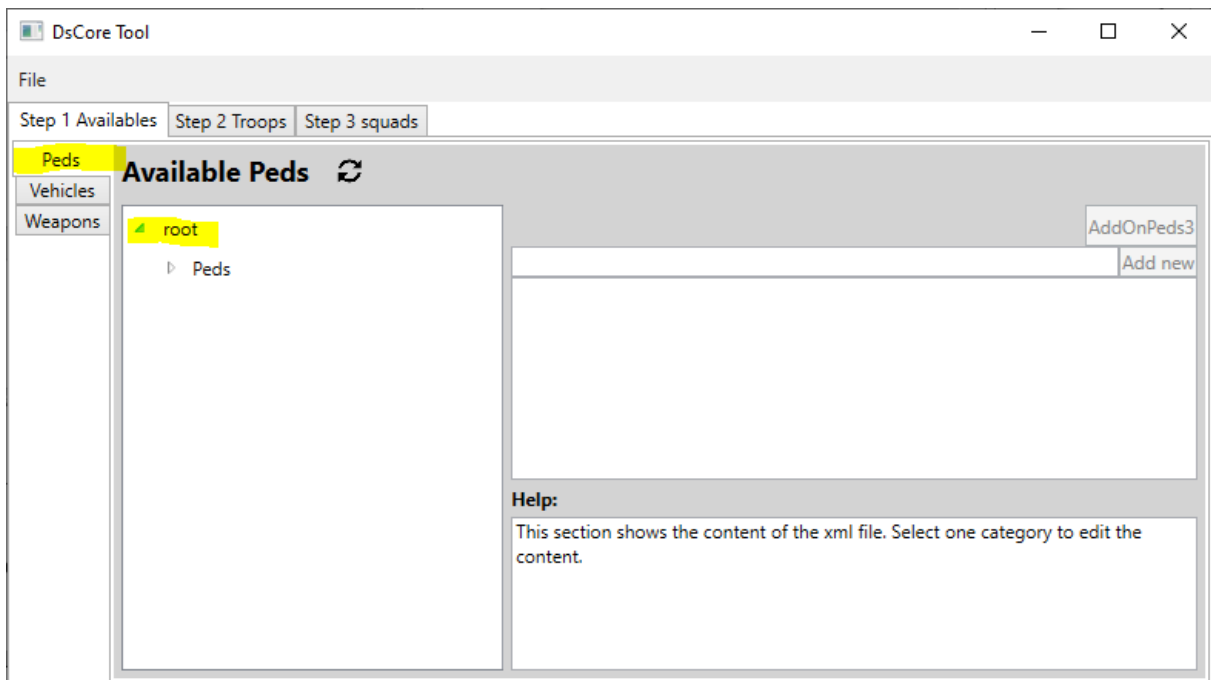 DsCore Tool
File
Step 1 Availables Step 2 Troops Step 3 squads
Peds
Vehicles
Weapons
Available Peds
root
Peds
AddOnPeds3
Add new
Help:
This section shows the content of the xml file. Select one category to edit the
content.